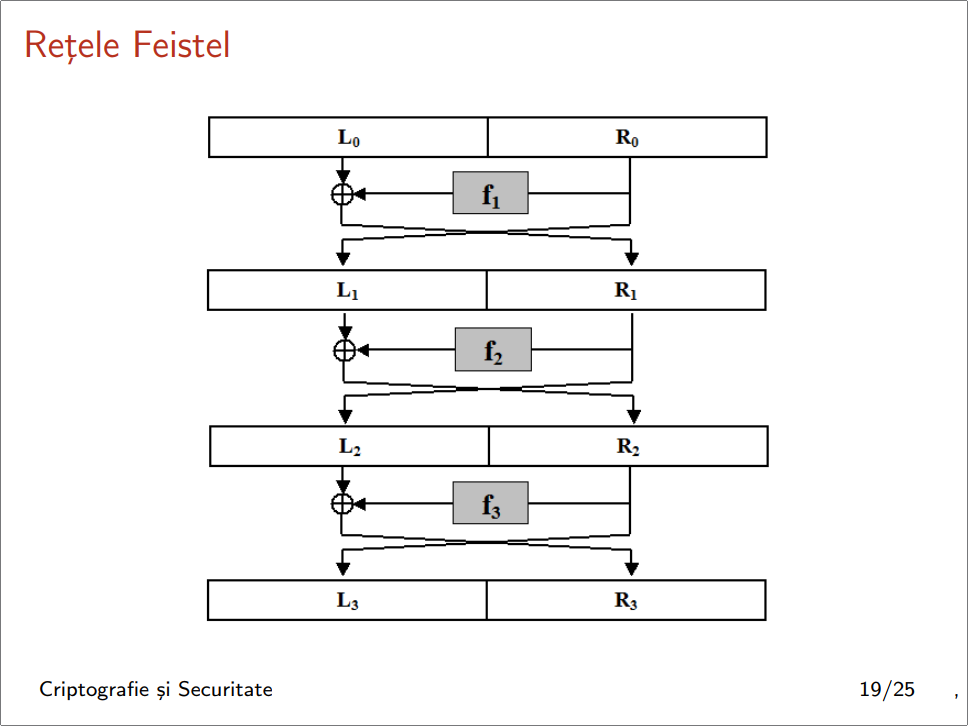 Rețele Feistel
L₀ R₀
f₁
L₁ R₁
f₂
L₂ R₂
f₃
L₃ R₃
Criptografie și Securitate 19/25 ,